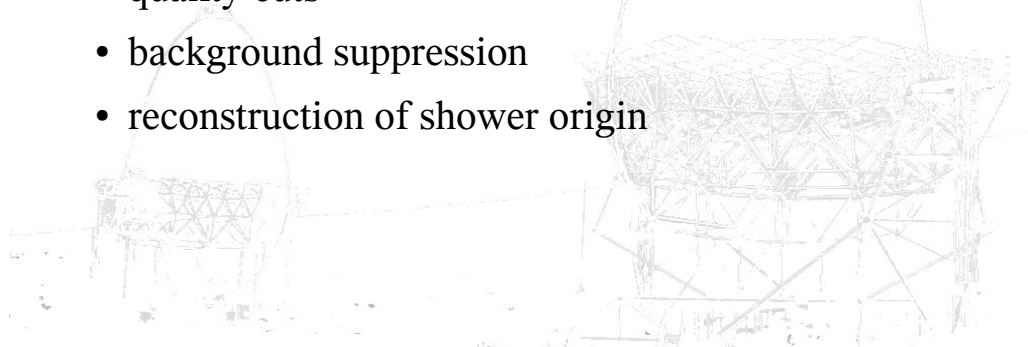 • background suppression
• reconstruction of shower origin